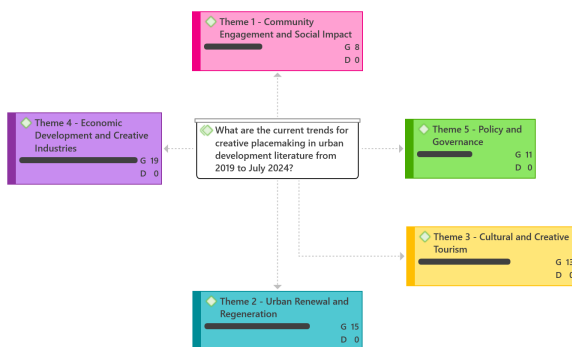 Theme 1 - Community
Engagement and Social Impact
G 8
D 0
Theme 4 - Economic
Development and Creative
Industries
G 19
D 0
What are the current trends for
creative placemaking in urban
development literature from
2019 to July 2024?
Theme 5 - Policy and
Governance
G 11
D 0
Theme 3 - Cultural and Creative
Tourism
G 13
D 0
Theme 2 - Urban Renewal and
Regeneration
G 15
D 0